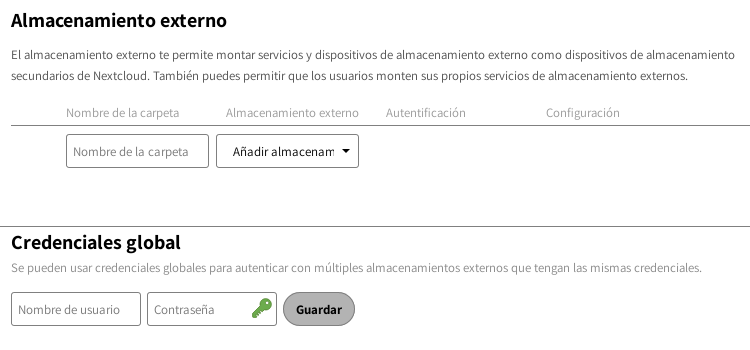 Almacenamiento externo
El almacenamiento externo te permite montar servicios y dispositivos de almacenamiento externo como dispositivos de almacenamiento
secundarios de Nextcloud. También puedes permitir que los usuarios monten sus propios servicios de almacenamiento externos.
Nombre de la carpeta Almacenamiento externo Autentificación Configuración
Nombre de la carpeta Añadir almacenam
Credenciales global
Se pueden usar credenciales globales para autenticar con múltiples almacenamientos externos que tengan las mismas credenciales.
Nombre de usuario Contraseña Guardar